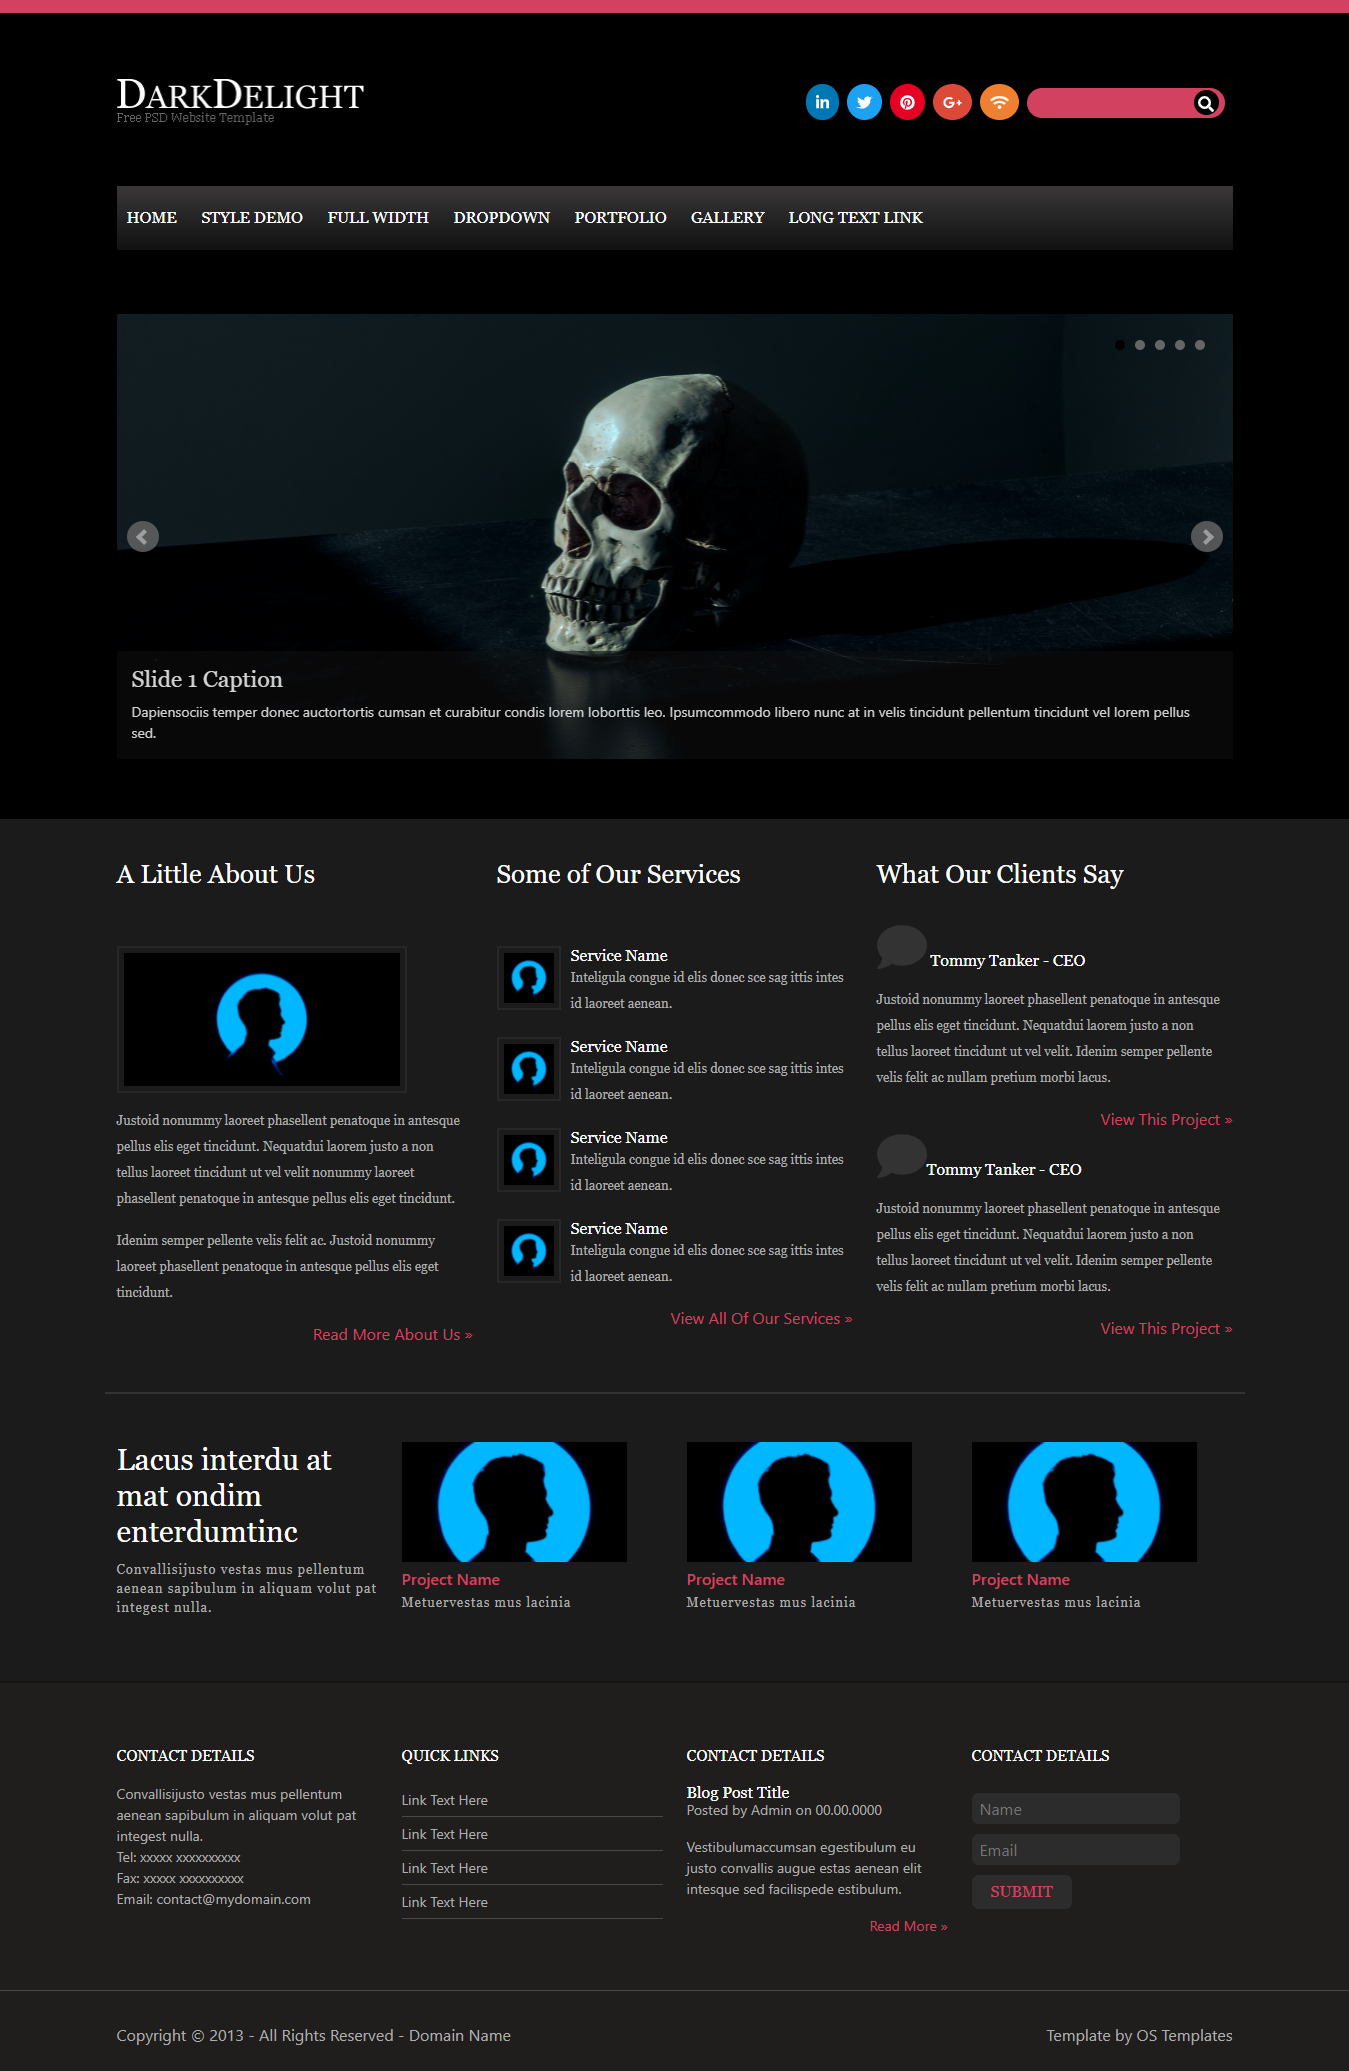 DarkDelight
Free PSD Website Template
HOME STYLE DEMO FULL WIDTH DROPDOWN PORTFOLIO GALLERY LONG TEXT LINK
Slide 1 Caption
Dapiensociis temper donec auctortortis cumsan et curabitur condis lorem loborttis leo. Ipsumcommodo libero nunc at in velis tincidunt pellentum tincidunt vel lorem pellus
sed.
A Little About Us
Justoid nonummy laoreet phasellent penatoque in antesque
pellus elis eget tincidunt. Nequatdui laorem justo a non
tellus laoreet tincidunt ut vel velit nonummy laoreet
phasellent penatoque in antesque pellus elis eget tincidunt.
Idenim semper pellente velis felit ac. Justoid nonummy
laoreet phasellent penatoque in antesque pellus elis eget
tincidunt.
Read More About Us »
Some of Our Services
Service Name
Inteligula congue id elis donec sce sag ittis intes
id laoreet aenean.
Service Name
Inteligula congue id elis donec sce sag ittis intes
id laoreet aenean.
Service Name
Inteligula congue id elis donec sce sag ittis intes
id laoreet aenean.
Service Name
Inteligula congue id elis donec sce sag ittis intes
id laoreet aenean.
View All Of Our Services »
What Our Clients Say
Tommy Tanker - CEO
Justoid nonummy laoreet phasellent penatoque in antesque
pellus elis eget tincidunt. Nequatdui laorem justo a non
tellus laoreet tincidunt ut vel velit. Idenim semper pellente
velis felit ac nullam pretium morbi lacus.
View This Project »
Tommy Tanker - CEO
Justoid nonummy laoreet phasellent penatoque in antesque
pellus elis eget tincidunt. Nequatdui laorem justo a non
tellus laoreet tincidunt ut vel velit. Idenim semper pellente
velis felit ac nullam pretium morbi lacus.
View This Project »
Lacus interdu at
mat ondim
enterdumtinc
Convallisijusto vestas mus pellentum
aenean sapibulum in aliquam volut pat
integest nulla.
Project Name
Metuervestas mus lacinia
Project Name
Metuervestas mus lacinia
Project Name
Metuervestas mus lacinia
CONTACT DETAILS
Convallisijusto vestas mus pellentum
aenean sapibulum in aliquam volut pat
integest nulla.
Tel: xxxxx xxxxxxxxxx
Fax: xxxxx xxxxxxxxxx
Email: contact@mydomain.com
QUICK LINKS
Link Text Here
Link Text Here
Link Text Here
Link Text Here
CONTACT DETAILS
Blog Post Title
Posted by Admin on 00.00.0000
Vestibulumaccumsan egestibulum eu
justo convallis augue estas aenean elit
intesque sed facilispede estibulum.
Read More »
CONTACT DETAILS
Name
Email
SUBMIT
Copyright © 2013 - All Rights Reserved - Domain Name
Template by OS Templates